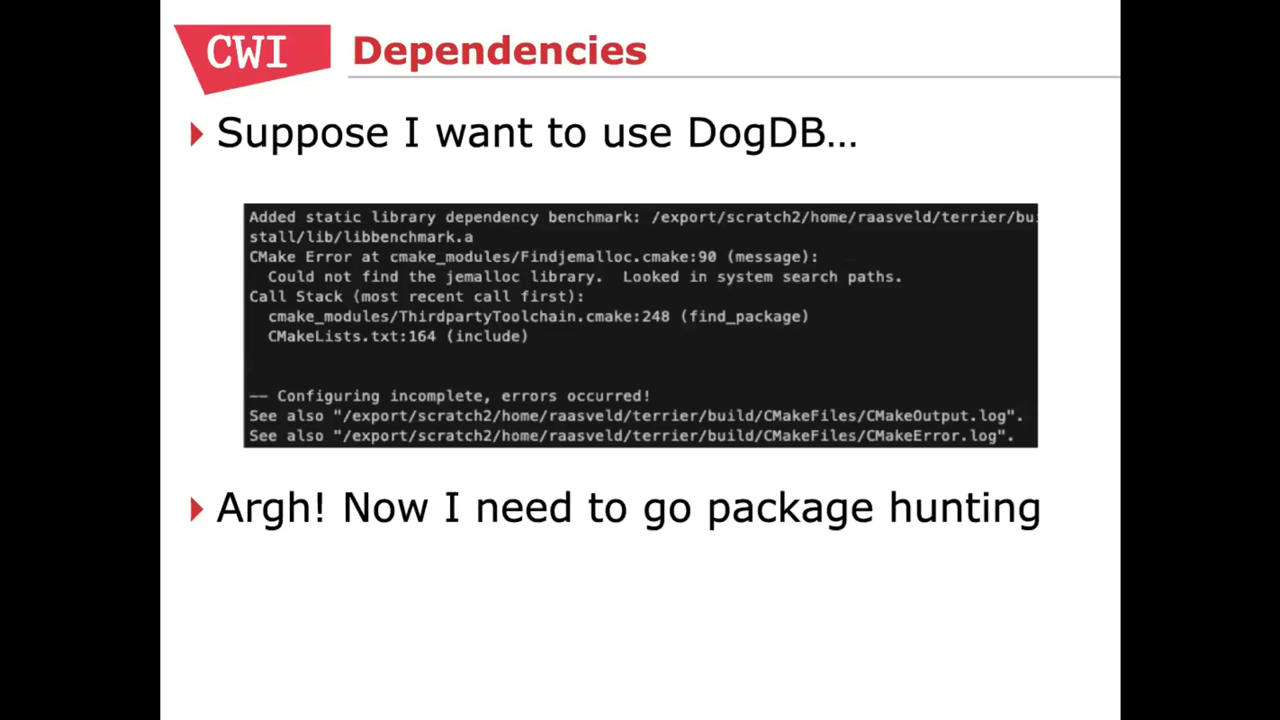 CWI
Dependencies
Suppose I want to use DogDB…
Added static library dependency benchmark: /export/scratch2/home/raasveld/terrier/bu
stall/lib/libbenchmark.a
CMake Error at cmake_modules/Findjemalloc.cmake:90 (message):
Could not find the jemalloc library. Looked in system search paths.
Call Stack (most recent call first):
cmake_modules/ThirdpartyToolchain.cmake:248 (find_package)
CMakeLists.txt:164 (include)
-- Configuring incomplete, errors occurred!
See also "/export/scratch2/home/raasveld/terrier/build/CMakeFiles/CMakeOutput.log".
See also "/export/scratch2/home/raasveld/terrier/build/CMakeFiles/CMakeError.log".
Argh! Now I need to go package hunting